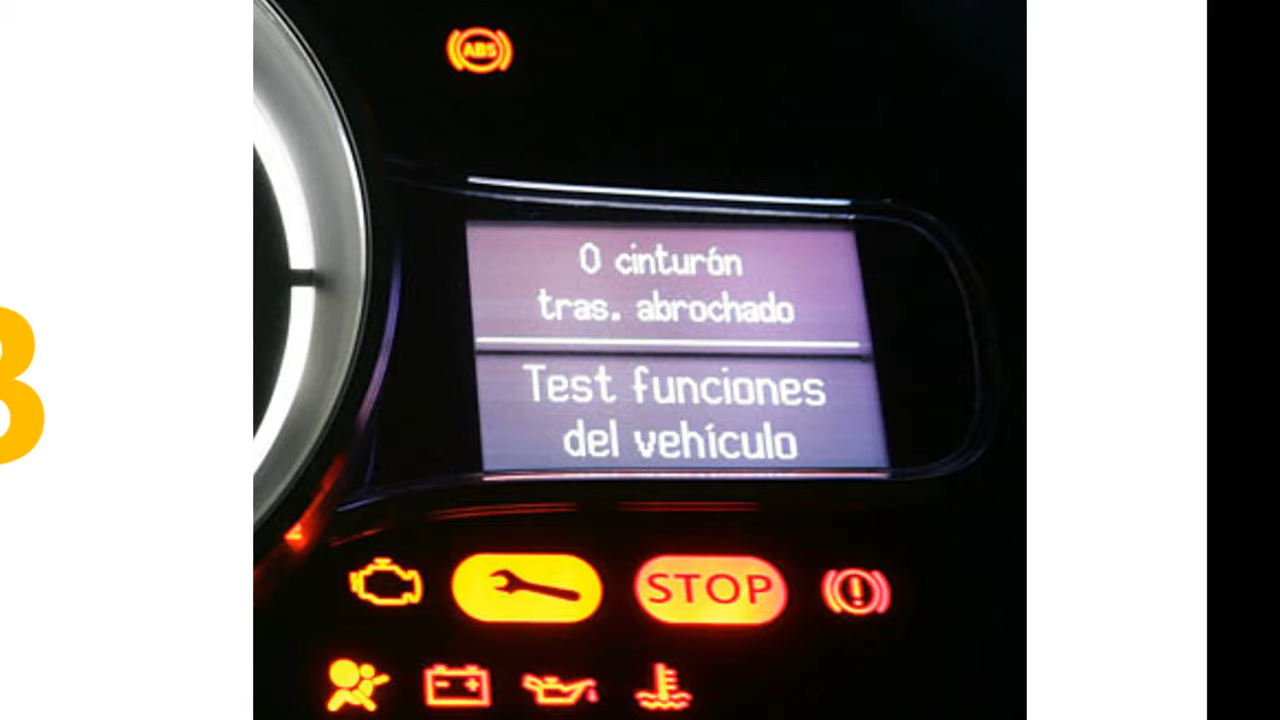 ABS
0 cinturón
tras. abrochado
Test funciones
del vehículo
STOP